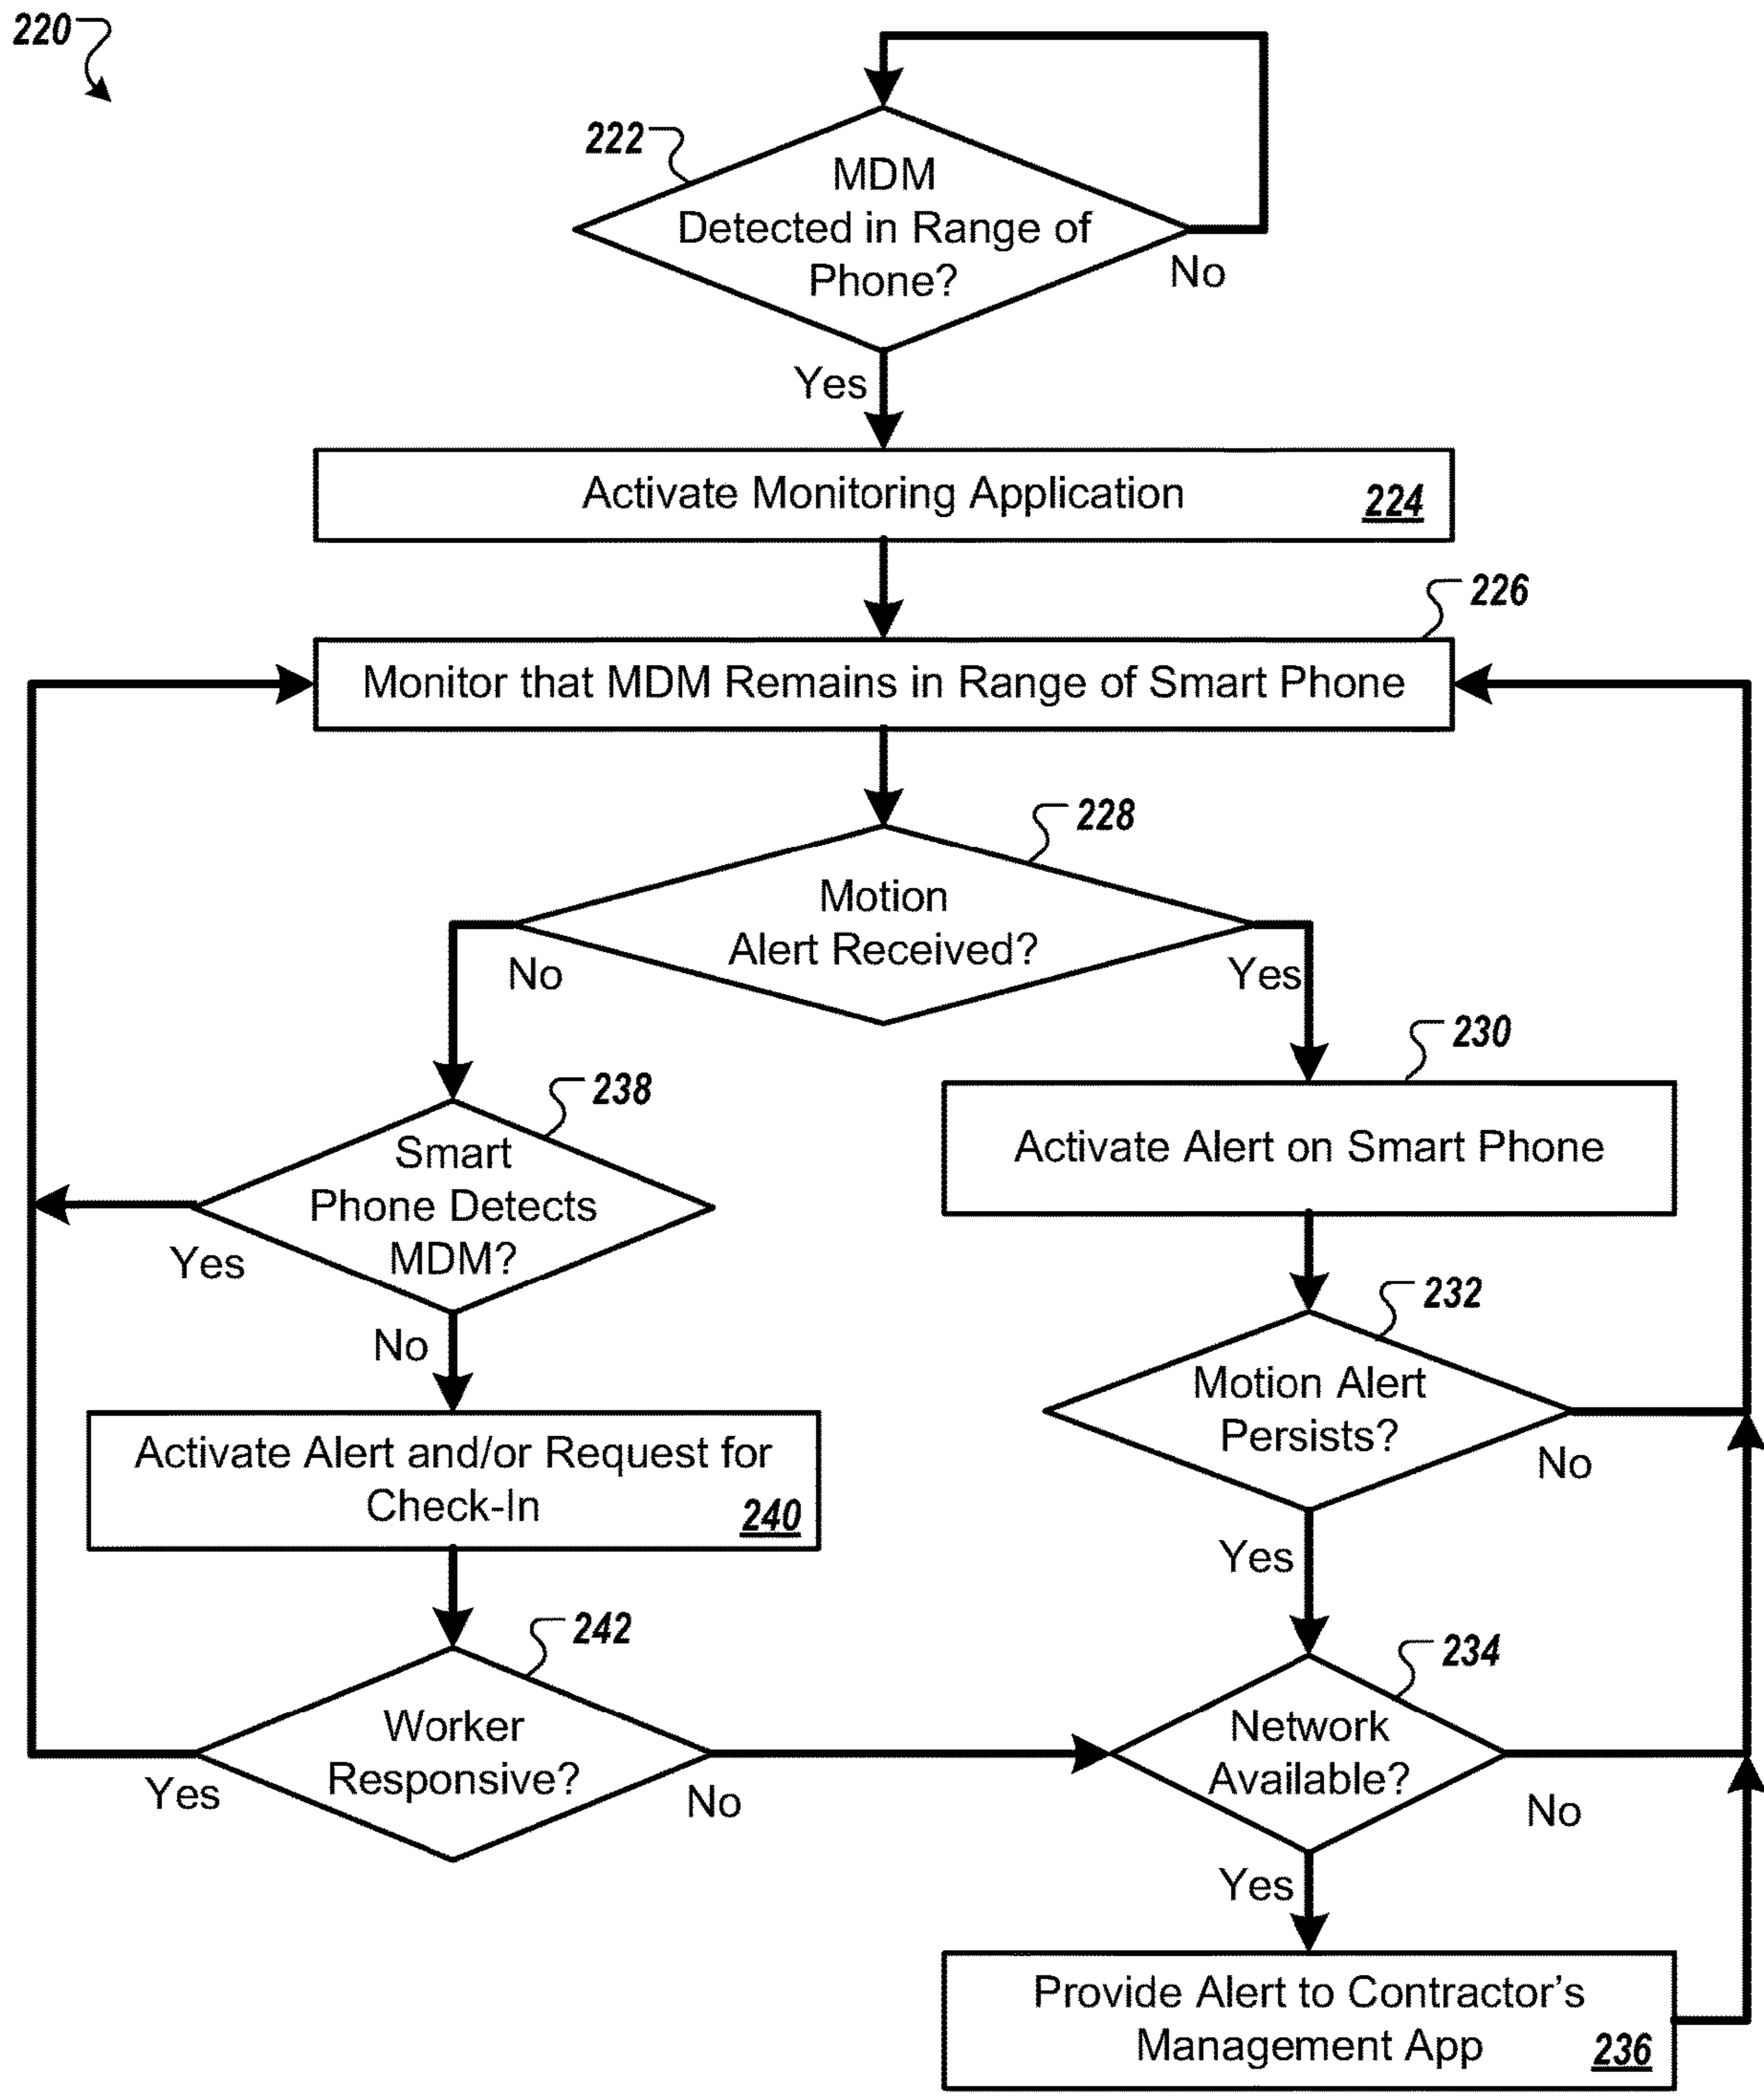 220
222
MDM
Detected in Range of
Phone?
No
Yes
Activate Monitoring Application
224
226
Monitor that MDM Remains in Range of Smart Phone
228
Motion
Alert Received?
No
Yes
230
238
Activate Alert on Smart Phone
Smart
Phone Detects
MDM?
Yes
No
232
Motion Alert
Persists?
No
Activate Alert and/or Request for
Check-In
240
Yes
242
234
Worker
Responsive?
Yes
No
Network
Available?
No
Yes
Provide Alert to Contractor's
Management App
236